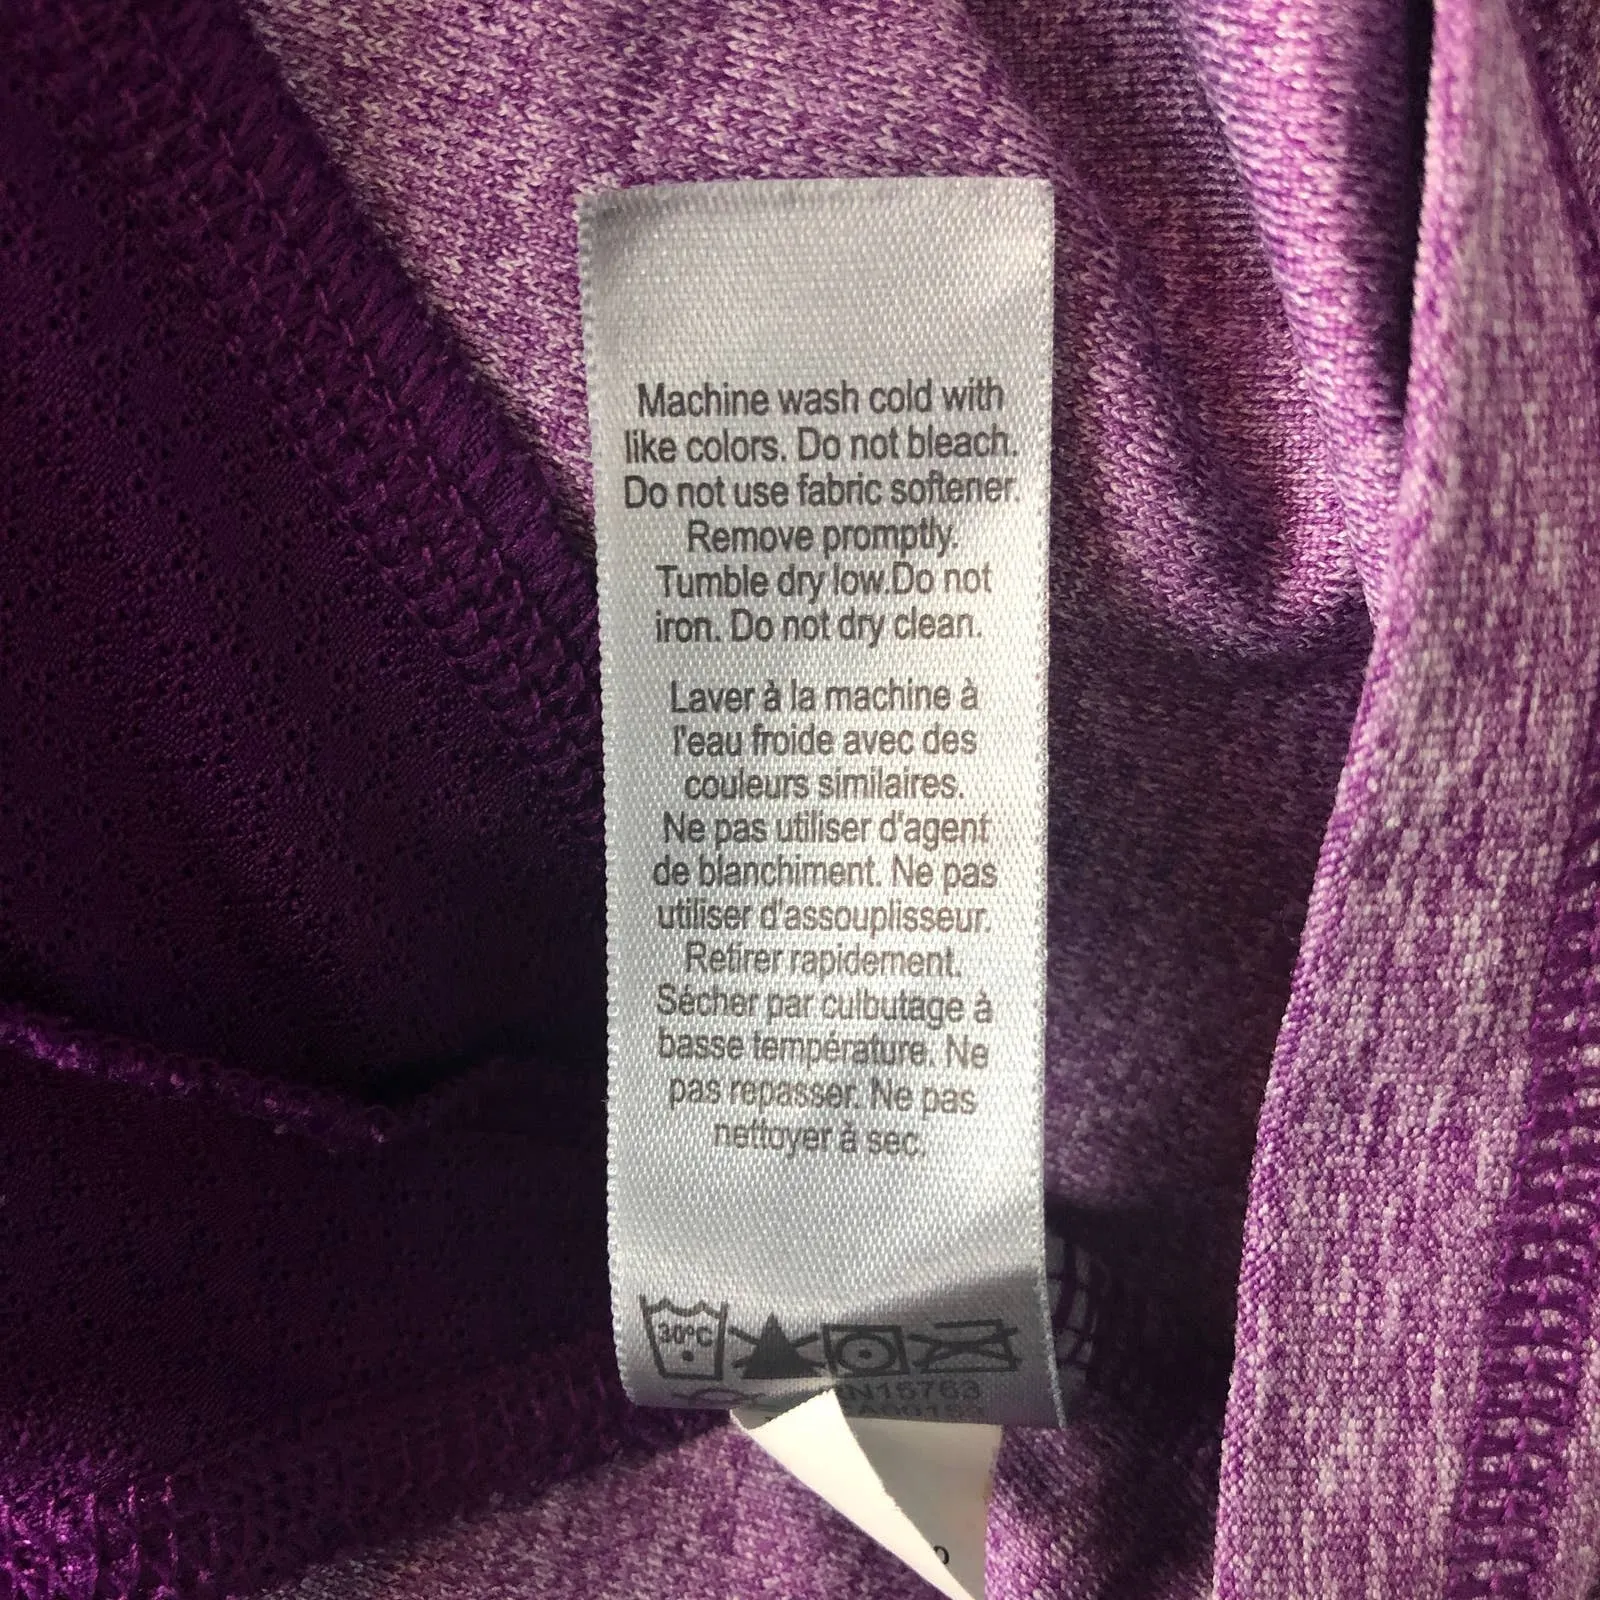 Machine wash cold with
like colors. Do not bleach.
Do not use fabric softener.
Remove promptly.
Tumble dry low.Do not
iron. Do not dry clean.
Laver à la machine à
l'eau froide avec des
couleurs similaires.
Ne pas utiliser d'agent
de blanchiment. Ne pas
utiliser d'assouplisseur.
Retirer rapidement.
Sécher par culbutage à
basse température. Ne
pas repasser. Ne pas
nettoyer à sec.
30°C
RN15763